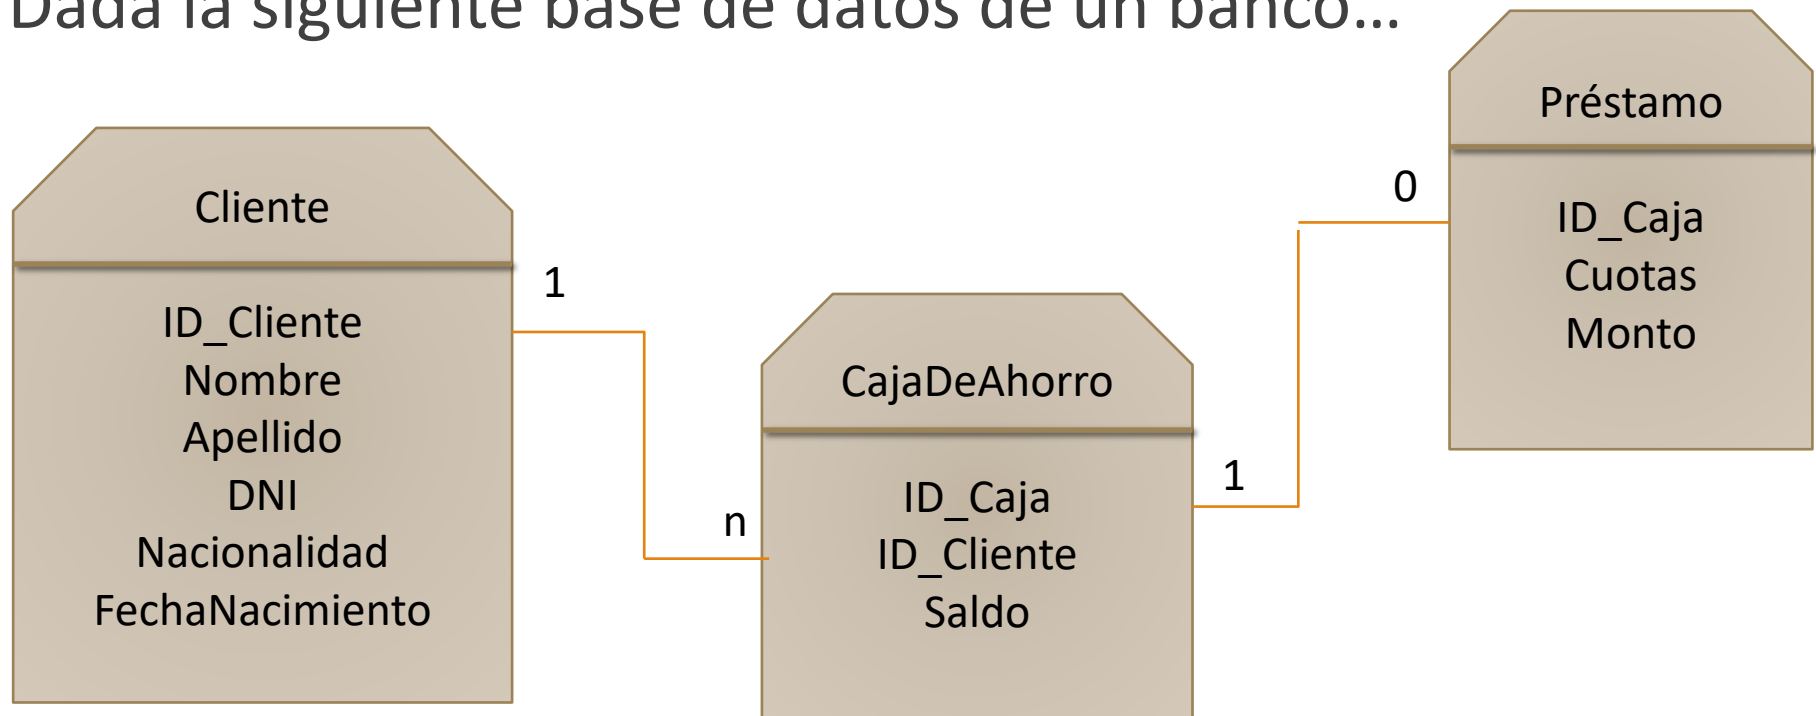 Dada la siguiente base de datos de un banco...
Cliente
ID_Cliente
Nombre
Apellido
DNI
Nacionalidad
FechaNacimiento
1
n
CajaDeAhorro
ID_Caja
ID_Cliente
Saldo
1
0
Préstamo
ID_Caja
Cuotas
Monto